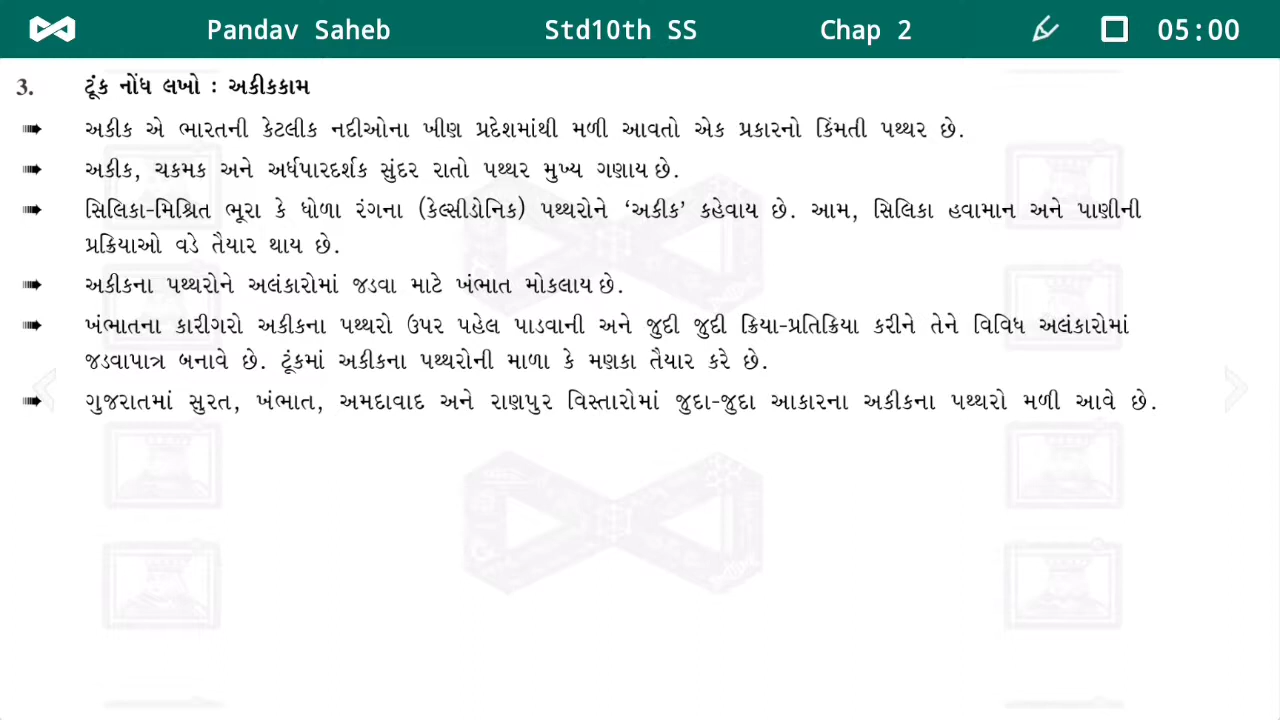 Pandav Saheb Std10th SS Chap 2 05:00
3. ટૂંક નોંધ લખો : અકીકકામ
➠ અકીક એ ભારતની કેટલીક નદીઓના ખીણ પ્રદેશમાંથી મળી આવતો એક પ્રકારનો કિંમતી પથ્થર છે.
➠ અકીક, ચકમક અને અર્ધપારદર્શક સુંદર રાતો પથ્થર મુખ્ય ગણાય છે.
➠ સિલિકા-મિશ્રિત ભૂરા કે ધોળા રંગના (કેલ્સીડોનિક) પથ્થરોને ‘અકીક’ કહેવાય છે. આમ, સિલિકા હવામાન અને પાણીની
પ્રક્રિયાઓ વડે તૈયાર થાય છે.
➠ અકીકના પથ્થરોને અલંકારોમાં જડવા માટે ખંભાત મોકલાય છે.
➠ ખંભાતના કારીગરો અકીકના પથ્થરો ઉપર પહેલ પાડવાની અને જુદી જુદી ક્રિયા-પ્રતિક્રિયા કરીને તેને વિવિધ અલંકારોમાં
જડવાપાત્ર બનાવે છે. ટૂંકમાં અકીકના પથ્થરોની માળા કે મણકા તૈયાર કરે છે.
➠ ગુજરાતમાં સુરત, ખંભાત, અમદાવાદ અને રાણપુર વિસ્તારોમાં જુદા-જુદા આકારના અકીકના પથ્થરો મળી આવે છે.